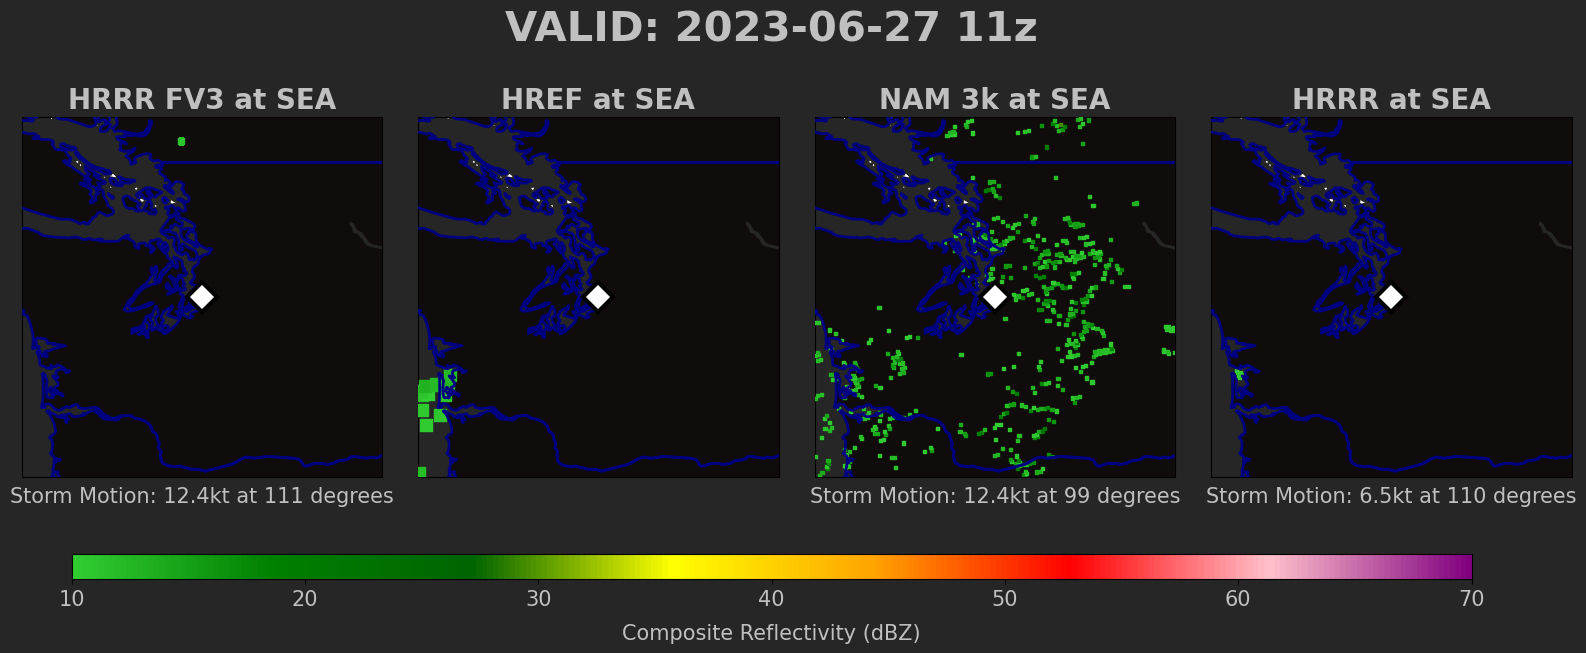 VALID: 2023-06-27 11z
HRRR FV3 at SEA
HREF at SEA
NAM 3k at SEA
HRRR at SEA
Storm Motion: 12.4kt at 111 degrees
Storm Motion: 12.4kt at 99 degrees
Storm Motion: 6.5kt at 110 degrees
10 20 30 40 50 60 70
Composite Reflectivity (dBZ)